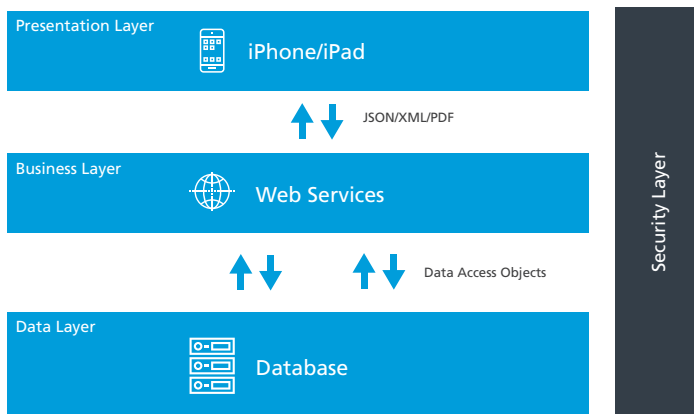 Presentation Layer
iPhone/iPad
JSON/XML/PDF
Business Layer
Web Services
Data Access Objects
Data Layer
Database
Security Layer